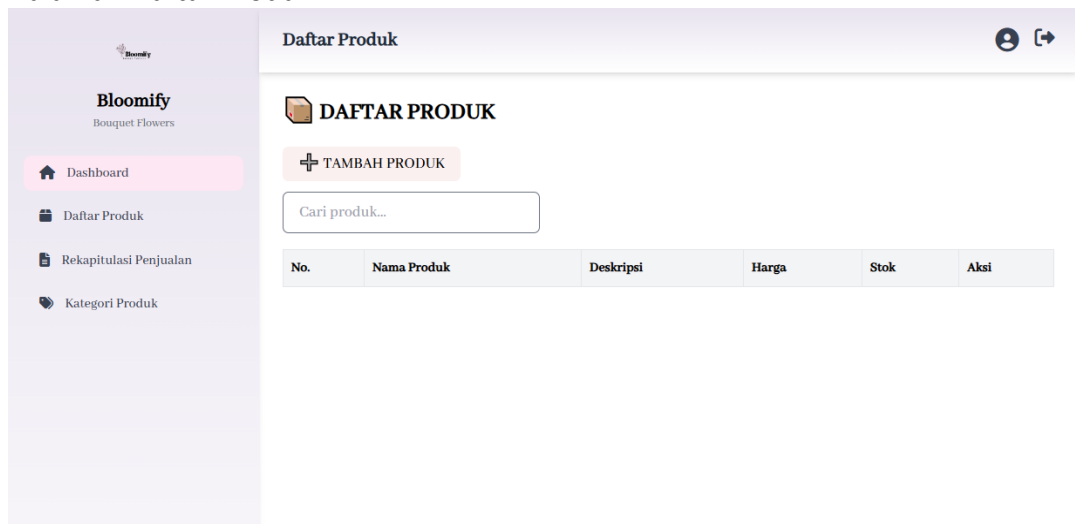 Bloomify
Bloomify
Bouquet Flowers
Dashboard
Daftar Produk
Rekapitulasi Penjualan
Kategori Produk
Daftar Produk
DAFTAR PRODUK
TAMBAH PRODUK
Cari produk...
No. Nama Produk Deskripsi Harga Stok Aksi